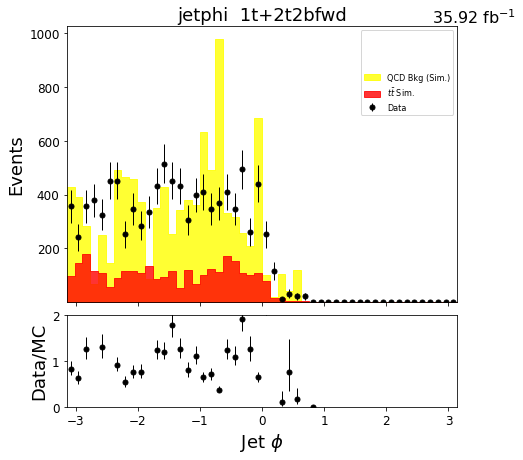 jetphi 1t+2t2bfwd
35.92 fb⁻¹
1000
800
600
400
200
Events
QCD Bkg (Sim.)
tt̄ Sim.
Data
2
1
0
Data/MC
−3 −2 −1 0 1 2 3
Jet ϕ